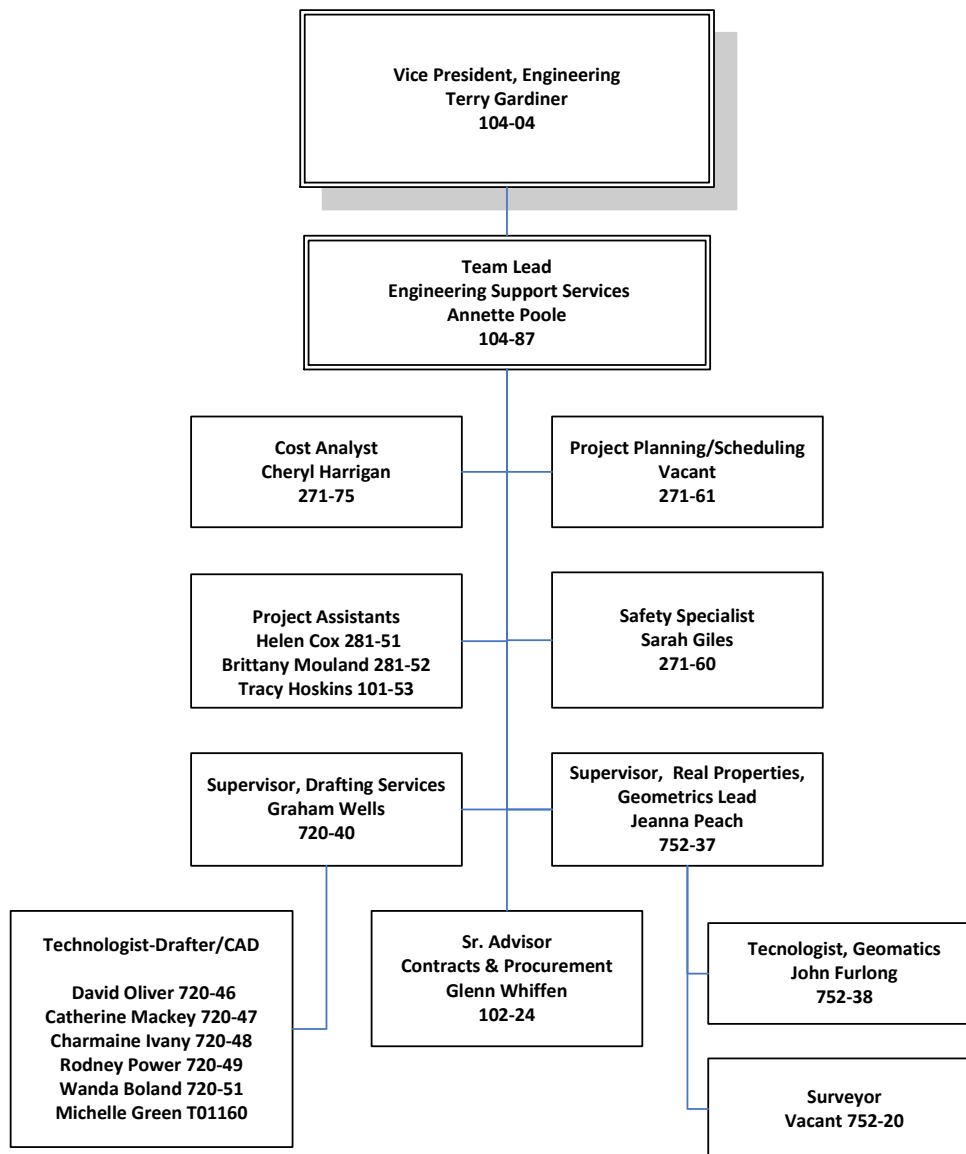 Vice President, Engineering
Terry Gardiner
104-04
Team Lead
Engineering Support Services
Annette Poole
104-87
Cost Analyst
Cheryl Harrigan
271-75
Project Planning/Scheduling
Vacant
271-61
Project Assistants
Helen Cox 281-51
Brittany Mouland 281-52
Tracy Hoskins 101-53
Safety Specialist
Sarah Giles
271-60
Supervisor, Drafting Services
Graham Wells
720-40
Supervisor, Real Properties,
Geometrics Lead
Jeanna Peach
752-37
Technologist-Drafter/CAD
David Oliver 720-46
Catherine Mackey 720-47
Charmaine Ivany 720-48
Rodney Power 720-49
Wanda Boland 720-51
Michelle Green T01160
Sr. Advisor
Contracts & Procurement
Glenn Whiffen
102-24
Tecnologist, Geomatics
John Furlong
752-38
Surveyor
Vacant 752-20